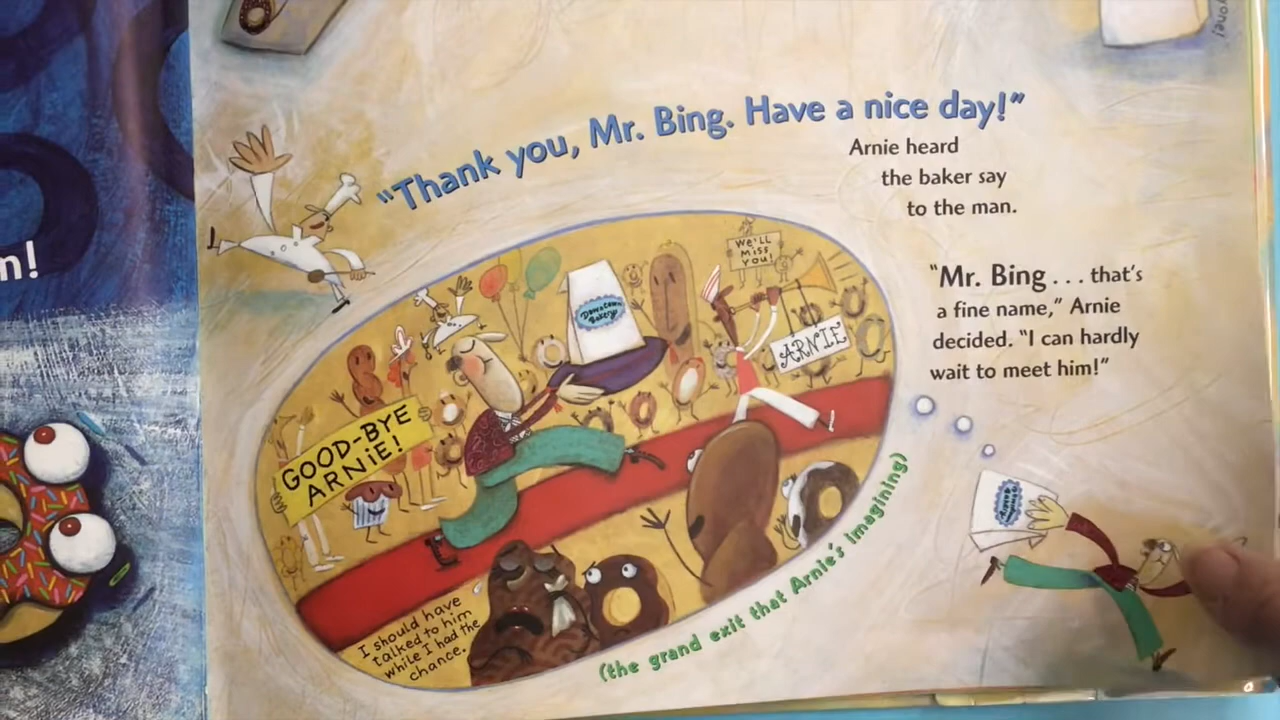 m!
"Thank you, Mr. Bing. Have a nice day!"
Arnie heard
the baker say
to the man.
"Mr. Bing . . . that's
a fine name," Arnie
decided. "I can hardly
wait to meet him!"
We'll
miss
you!
Downtown
Bakery
ARNIE
GOOD-BYE
ARNiE!
I should have
talked to him
while I had the
chance.
(the grand exit that Arnie's imagining)